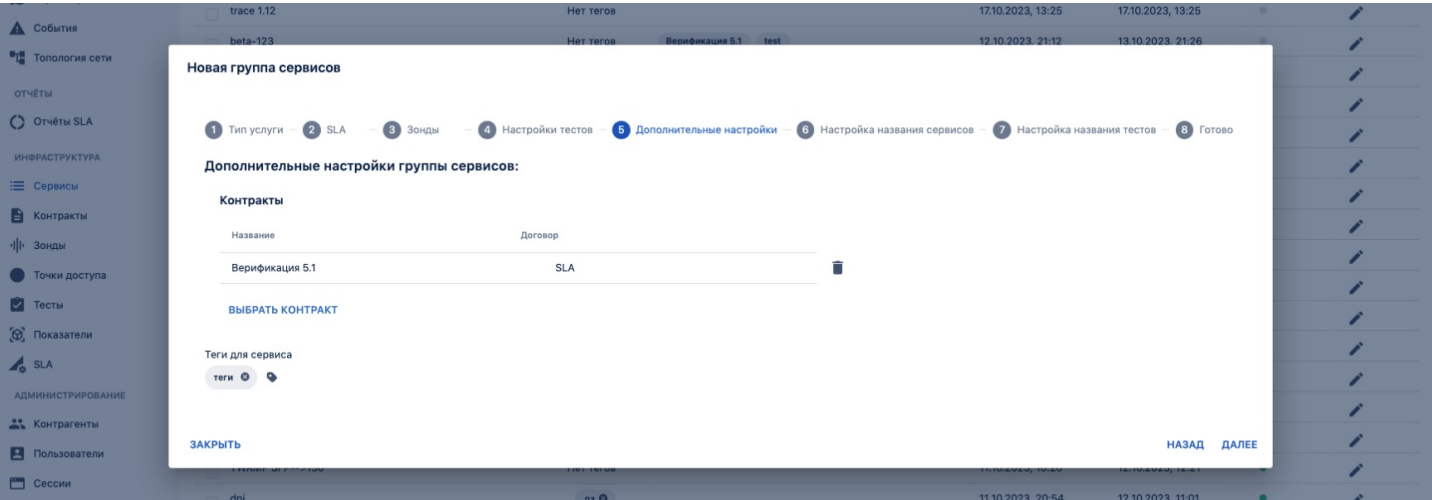 trace 1.12 Нет тегов 17.10.2023, 13:25 17.10.2023, 13:25
События
beta-123 Нет тегов Верификация 5.1 test 12.10.2023, 21:12 13.10.2023, 21:26
Топология сети
Новая группа сервисов
ОТЧЁТЫ
Отчёты SLA
1 Тип услуги 2 SLA 3 Зонды 4 Настройки тестов 5 Дополнительные настройки 6 Настройка названия сервисов 7 Настройка названия тестов 8 Готово
ИНФРАСТРУКТУРА
Дополнительные настройки группы сервисов:
Сервисы
Контракты
Контракты
Название Договор
Зонды
Верификация 5.1 SLA
Точки доступа
Тесты
ВЫБРАТЬ КОНТРАКТ
Показатели
Теги для сервиса
SLA
теги
АДМИНИСТРИРОВАНИЕ
Контрагенты
ЗАКРЫТЬ НАЗАД ДАЛЕЕ
Пользователи
Нет тегов
Сессии
dpi 11.10.2023, 20:54 12.10.2023, 11:01